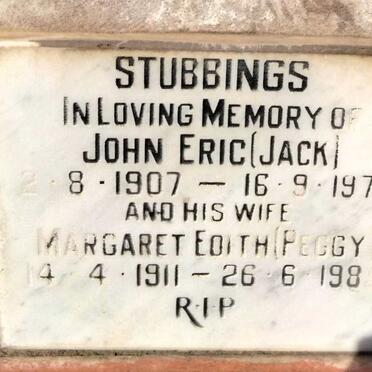 STUBBINGS
IN LOVING MEMORY OF
JOHN ERIC (JACK)
2 · 8 · 1907 — 16 · 9 · 197
AND HIS WIFE
MARGARET EDITH (PEGGY
14 · 4 · 1911 — 26 · 6 · 198
R·I·P